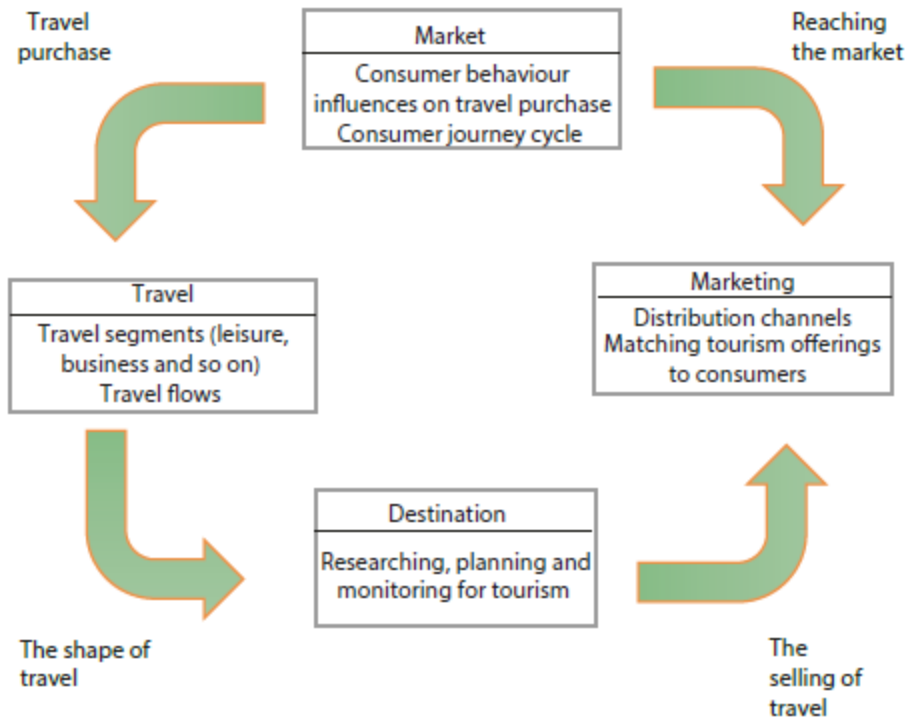 Travel
purchase
Market
Consumer behaviour
influences on travel purchase
Consumer journey cycle
Reaching
the market
Travel
Travel segments (leisure,
business and so on)
Travel flows
Marketing
Distribution channels
Matching tourism offerings
to consumers
Destination
Researching, planning and
monitoring for tourism
The shape of
travel
The
selling of
travel